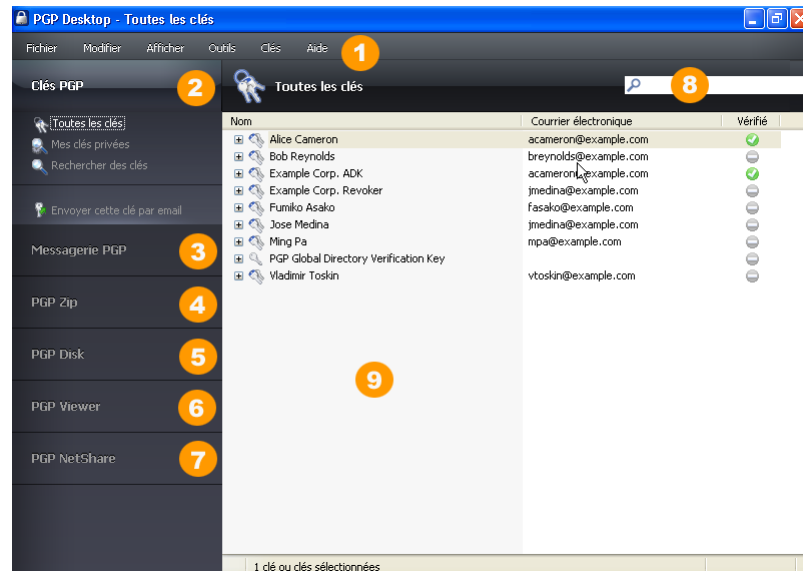 PGP Desktop - Toutes les clés
Fichier Modifier Afficher Outils Clés Aide 1
Clés PGP 2
Toutes les clés 8
Toutes les clés
Mes clés privées
Rechercher des clés
Envoyer cette clé par email
Messagerie PGP 3
PGP Zip 4
PGP Disk 5
PGP Viewer 6
PGP NetShare 7
Nom Courrier électronique Vérifié
Alice Cameron acameron@example.com
Bob Reynolds breynolds@example.com
Example Corp. ADK acameron@example.com
Example Corp. Revoker jmedina@example.com
Fumiko Asako fasako@example.com
Jose Medina jmedina@example.com
Ming Pa mpa@example.com
PGP Global Directory Verification Key
Vladimir Toskin vtoskin@example.com
9
1 clé ou clés sélectionnées